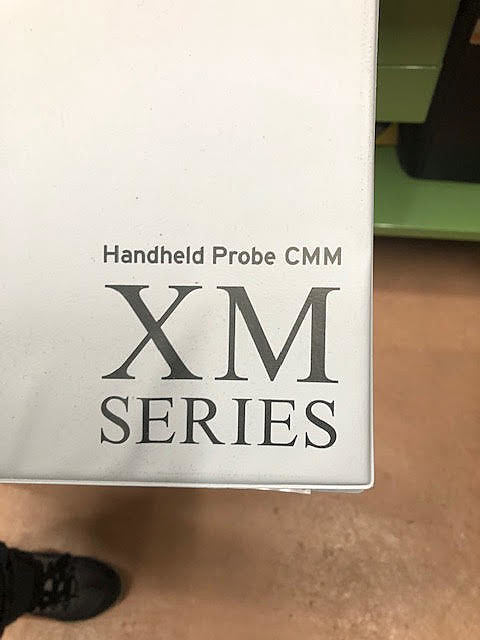 Handheld Probe CMM
XM
SERIES